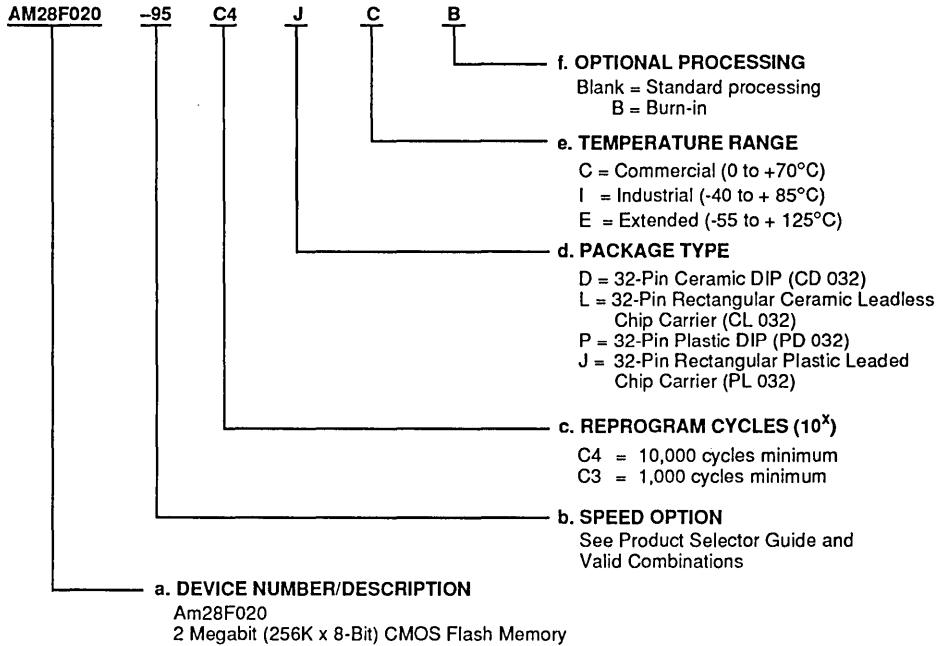 AM28F020 –95 C4 J C B
f. OPTIONAL PROCESSING
Blank = Standard processing
B = Burn-in
e. TEMPERATURE RANGE
C = Commercial (0 to +70°C)
I = Industrial (-40 to + 85°C)
E = Extended (-55 to + 125°C)
d. PACKAGE TYPE
D = 32-Pin Ceramic DIP (CD 032)
L = 32-Pin Rectangular Ceramic Leadless
Chip Carrier (CL 032)
P = 32-Pin Plastic DIP (PD 032)
J = 32-Pin Rectangular Plastic Leaded
Chip Carrier (PL 032)
c. REPROGRAM CYCLES (10ˣ)
C4 = 10,000 cycles minimum
C3 = 1,000 cycles minimum
b. SPEED OPTION
See Product Selector Guide and
Valid Combinations
a. DEVICE NUMBER/DESCRIPTION
Am28F020
2 Megabit (256K x 8-Bit) CMOS Flash Memory